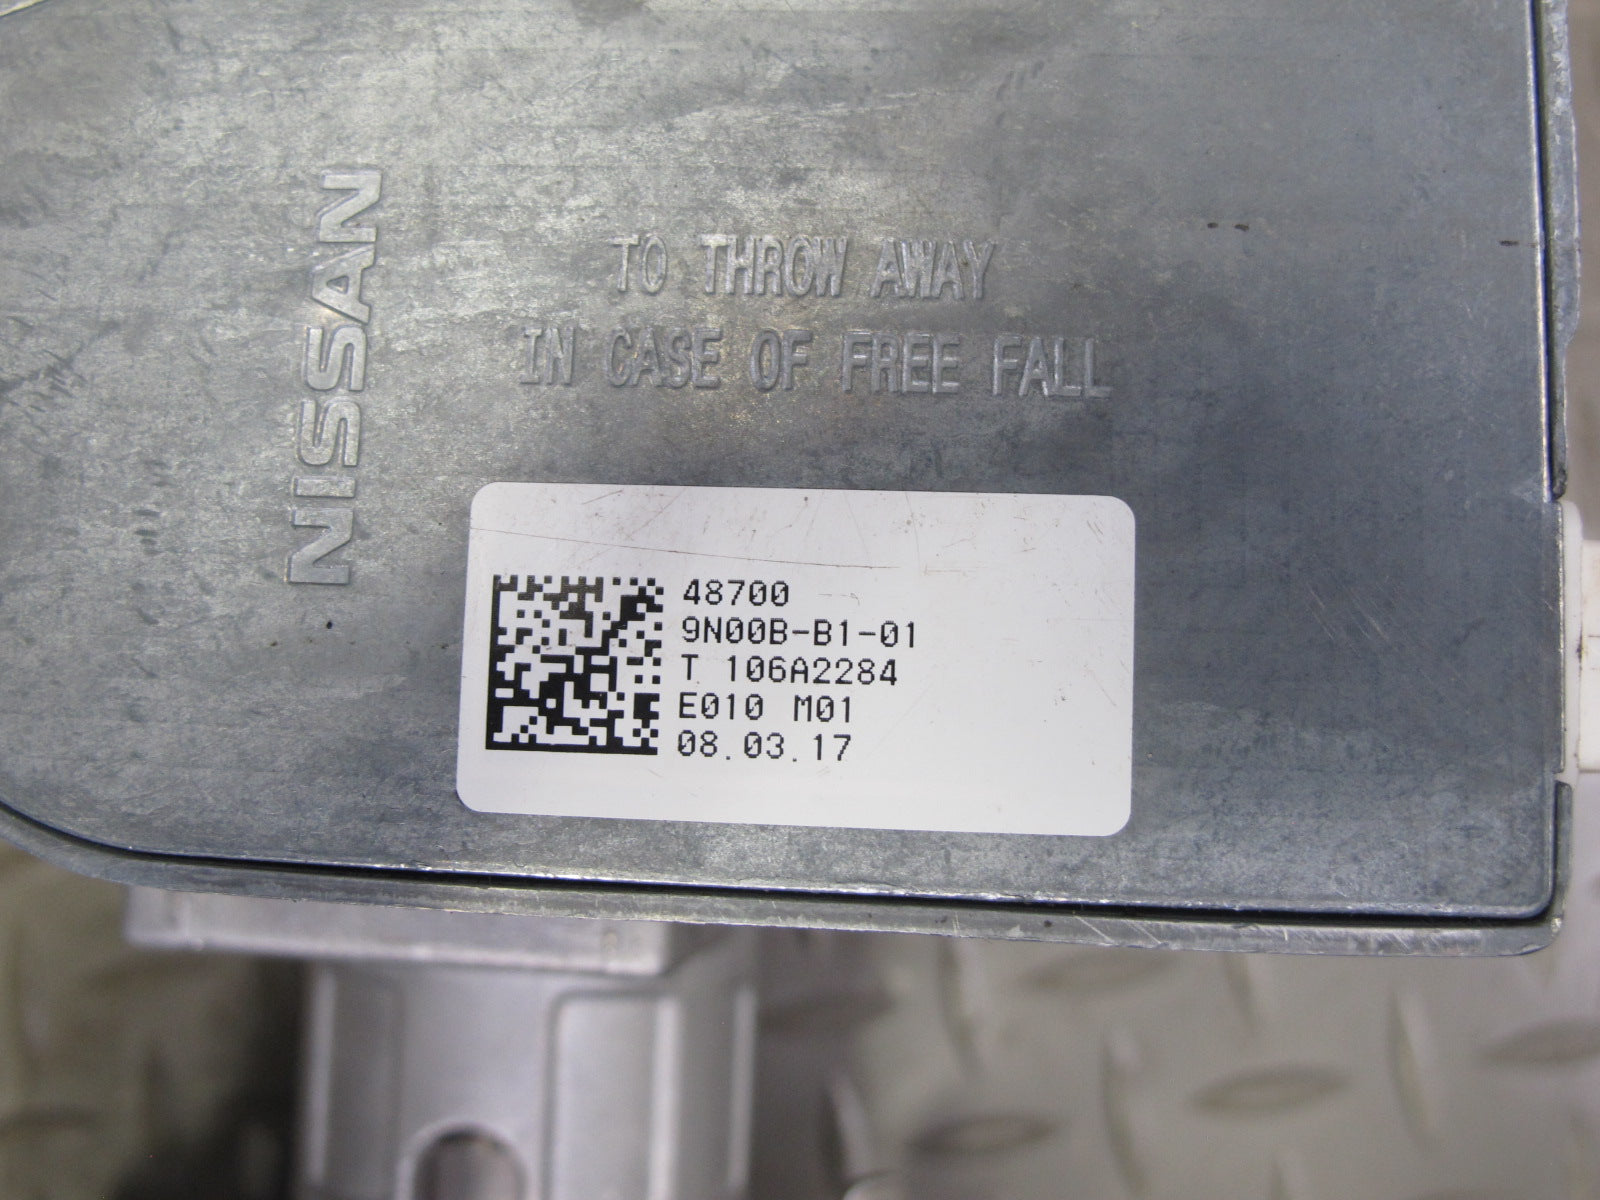 NISSAN
TO THROW AWAY
IN CASE OF FREE FALL
48700
9N00B-B1-01
T 106A2284
E010 M01
08.03.17